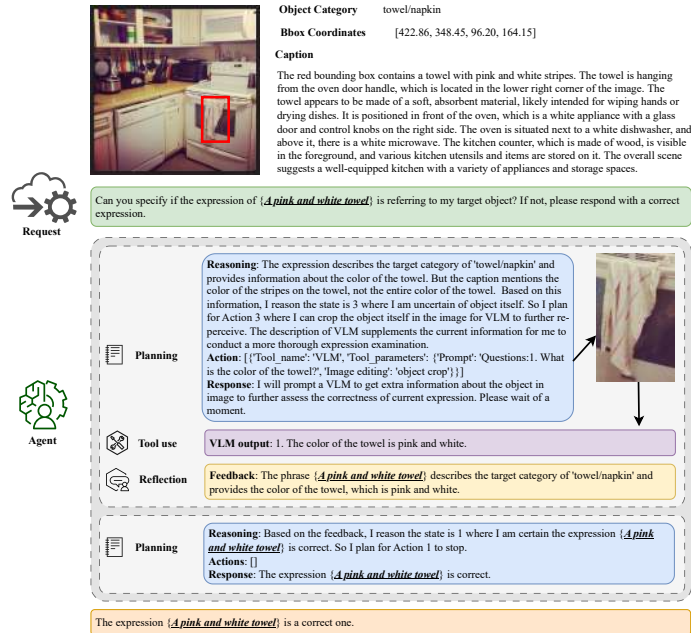 Object Category towel/napkin
Bbox Coordinates [422.86, 348.45, 96.20, 164.15]
Caption
The red bounding box contains a towel with pink and white stripes. The towel is hanging
from the oven door handle, which is located in the lower right corner of the image. The
towel appears to be made of a soft, absorbent material, likely intended for wiping hands or
drying dishes. It is positioned in front of the oven, which is a white appliance with a glass
door and control knobs on the right side. The oven is situated next to a white dishwasher, and
above it, there is a white microwave. The kitchen counter, which is made of wood, is visible
in the foreground, and various kitchen utensils and items are stored on it. The overall scene
suggests a well-equipped kitchen with a variety of appliances and storage spaces.
Request
Can you specify if the expression of {A pink and white towel} is referring to my target object? If not, please respond with a correct
expression.
Agent
Planning
Reasoning: The expression describes the target category of 'towel/napkin' and
provides information about the color of the towel. But the caption mentions the
color of the stripes on the towel, not the entire color of the towel. Based on this
information, I reason the state is 3 where I am uncertain of object itself. So I plan
for Action 3 where I can crop the object itself in the image for VLM to further re-
perceive. The description of VLM supplements the current information for me to
conduct a more thorough expression examination.
Action: [{'Tool_name': 'VLM', 'Tool_parameters': {'Prompt': 'Questions:1. What
is the color of the towel?', 'Image editing': 'object crop'}}]
Response: I will prompt a VLM to get extra information about the object in
image to further assess the correctness of current expression. Please wait of a
moment.
Tool use
VLM output: 1. The color of the towel is pink and white.
Reflection
Feedback: The phrase {A pink and white towel} describes the target category of 'towel/napkin' and
provides the color of the towel, which is pink and white.
Planning
Reasoning: Based on the feedback, I reason the state is 1 where I am certain the expression {A pink
and white towel} is correct. So I plan for Action 1 to stop.
Actions: []
Response: The expression {A pink and white towel} is correct.
The expression {A pink and white towel} is a correct one.